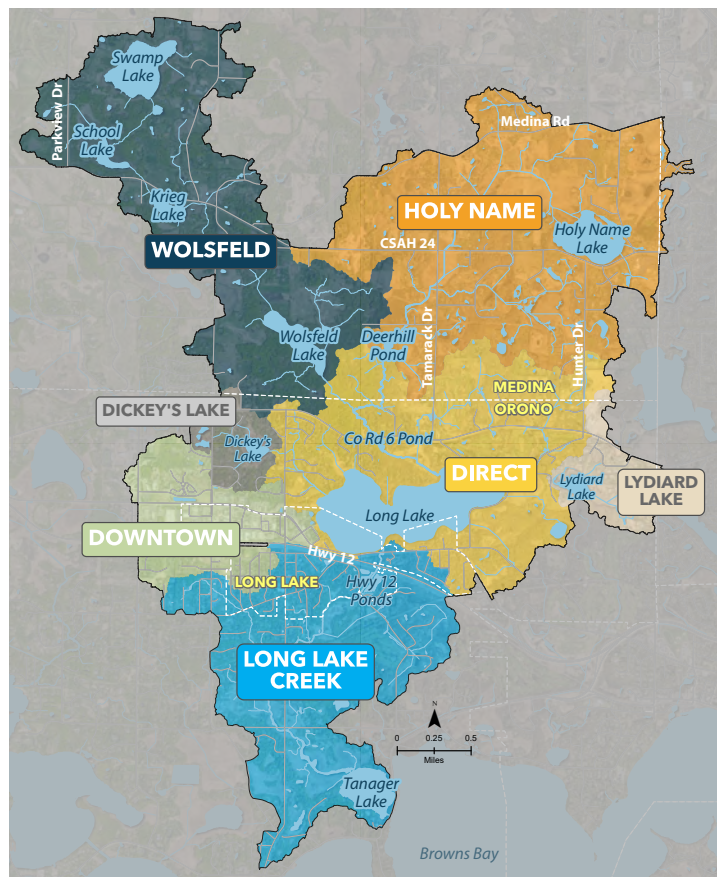 Swamp
Lake
Parkview Dr
School
Lake
Krieg
Lake
Medina Rd
HOLY NAME
Holy Name
Lake
WOLSFELD
CSAH 24
Wolsfeld
Lake
Deerhill
Pond
Tamarack Dr
Hunter Dr
MEDINA
ORONO
DICKEY'S LAKE
Dickey's
Lake
Co Rd 6 Pond
DIRECT
Lydiard
Lake
LYDIARD
LAKE
Long Lake
DOWNTOWN
Hwy 12
LONG LAKE
Hwy 12
Ponds
LONG LAKE
CREEK
N
0 0.25 0.5
Miles
Tanager
Lake
Browns Bay